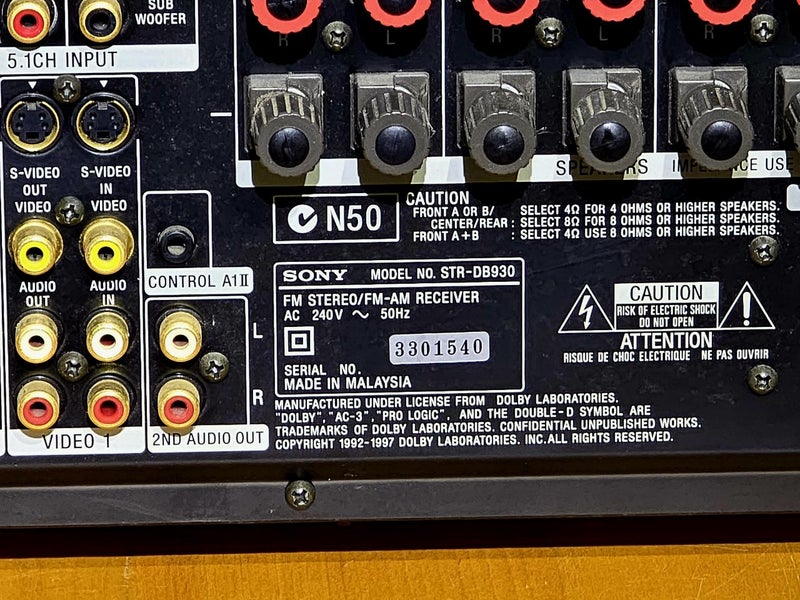 SUB
WOOFER
5.1CH INPUT
R
L
R
L
R
S-VIDEO
OUT
S-VIDEO
IN
VIDEO
VIDEO
AUDIO
OUT
AUDIO
IN
VIDEO 1
CONTROL A1II
L
R
2ND AUDIO OUT
SPEAKERS
IMPEDANCE USE
N50
CAUTION
FRONT A OR B/
CENTER/REAR : SELECT 4Ω FOR 4 OHMS OR HIGHER SPEAKERS.
: SELECT 8Ω FOR 8 OHMS OR HIGHER SPEAKERS.
FRONT A+B : SELECT 4Ω USE 8 OHMS OR HIGHER SPEAKERS.
SONY MODEL NO. STR-DB930
FM STEREO/FM-AM RECEIVER
AC 240V ~ 50Hz
3301540
SERIAL NO.
MADE IN MALAYSIA
MANUFACTURED UNDER LICENSE FROM DOLBY LABORATORIES.
"DOLBY", "AC-3", "PRO LOGIC", AND THE DOUBLE-D SYMBOL ARE
TRADEMARKS OF DOLBY LABORATORIES. CONFIDENTIAL UNPUBLISHED WORKS.
COPYRIGHT 1992-1997 DOLBY LABORATORIES. INC.ALL RIGHTS RESERVED.
CAUTION
RISK OF ELECTRIC SHOCK
DO NOT OPEN
ATTENTION
RISQUE DE CHOC ELECTRIQUE NE PAS OUVRIR